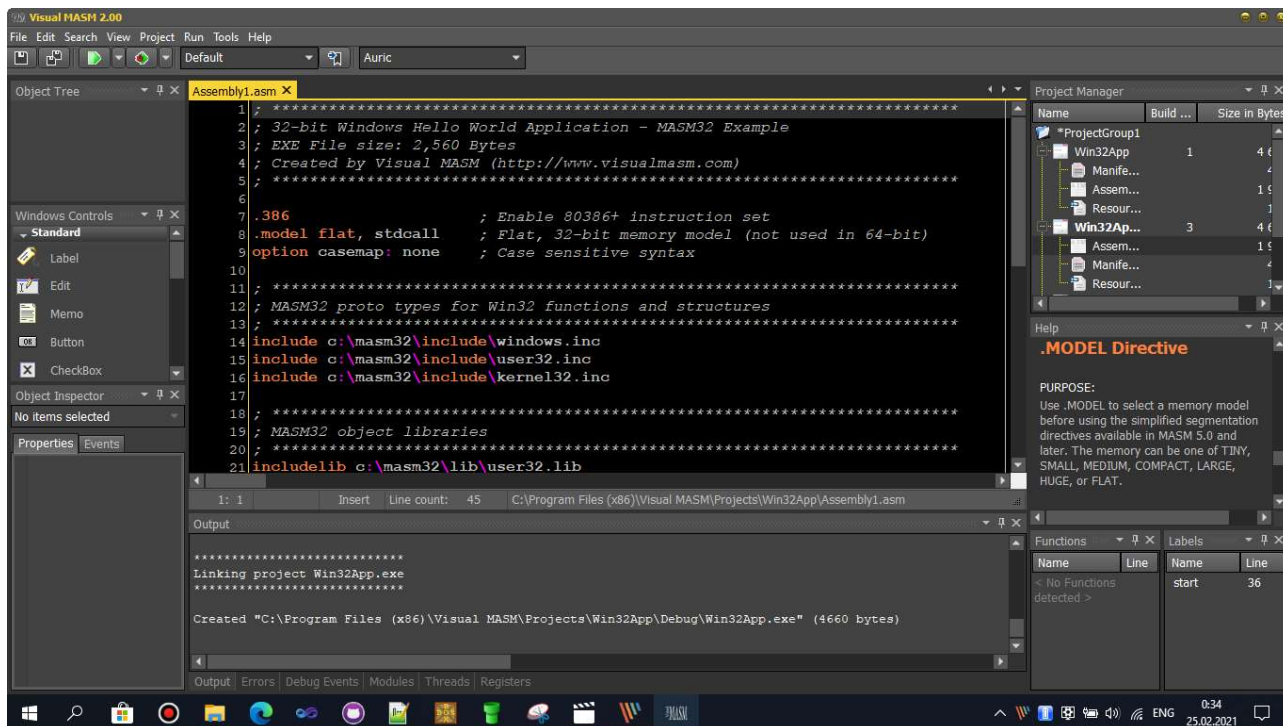 Visual MASM 2.00
File Edit Search View Project Run Tools Help
Default Auric
Object Tree
Windows Controls
Standard
Label
Edit
Memo
OK Button
CheckBox
Object Inspector
No items selected
Properties Events
Assembly1.asm
1 ; *************************************************************************
2 ; 32-bit Windows Hello World Application - MASM32 Example
3 ; EXE File size: 2,560 Bytes
4 ; Created by Visual MASM (http://www.visualmasm.com)
5 ; *************************************************************************
6
7 .386 ; Enable 80386+ instruction set
8 .model flat, stdcall ; Flat, 32-bit memory model (not used in 64-bit)
9 option casemap: none ; Case sensitive syntax
10
11 ; *************************************************************************
12 ; MASM32 proto types for Win32 functions and structures
13 ; *************************************************************************
14 include c:\masm32\include\windows.inc
15 include c:\masm32\include\user32.inc
16 include c:\masm32\include\kernel32.inc
17
18 ; *************************************************************************
19 ; MASM32 object libraries
20 ; *************************************************************************
21 includelib c:\masm32\lib\user32.lib
1: 1 Insert Line count: 45 C:\Program Files (x86)\Visual MASM\Projects\Win32App\Assembly1.asm
Output
****************************
Linking project Win32App.exe
****************************
Created "C:\Program Files (x86)\Visual MASM\Projects\Win32App\Debug\Win32App.exe" (4660 bytes)
Output Errors Debug Events Modules Threads Registers
Project Manager
Name Build ... Size in Bytes
*ProjectGroup1
Win32App 1
Manife...
Assem...
Resour...
Win32Ap... 3
Assem...
Manife...
Resour...
Help
.MODEL Directive
PURPOSE:
Use .MODEL to select a memory model
before using the simplified segmentation
directives available in MASM 5.0 and
later. The memory can be one of TINY,
SMALL, MEDIUM, COMPACT, LARGE,
HUGE, or FLAT.
Functions
Name Line
< No Functions
detected >
Labels
Name Line
start 36
ENG 0:34
25.02.2021